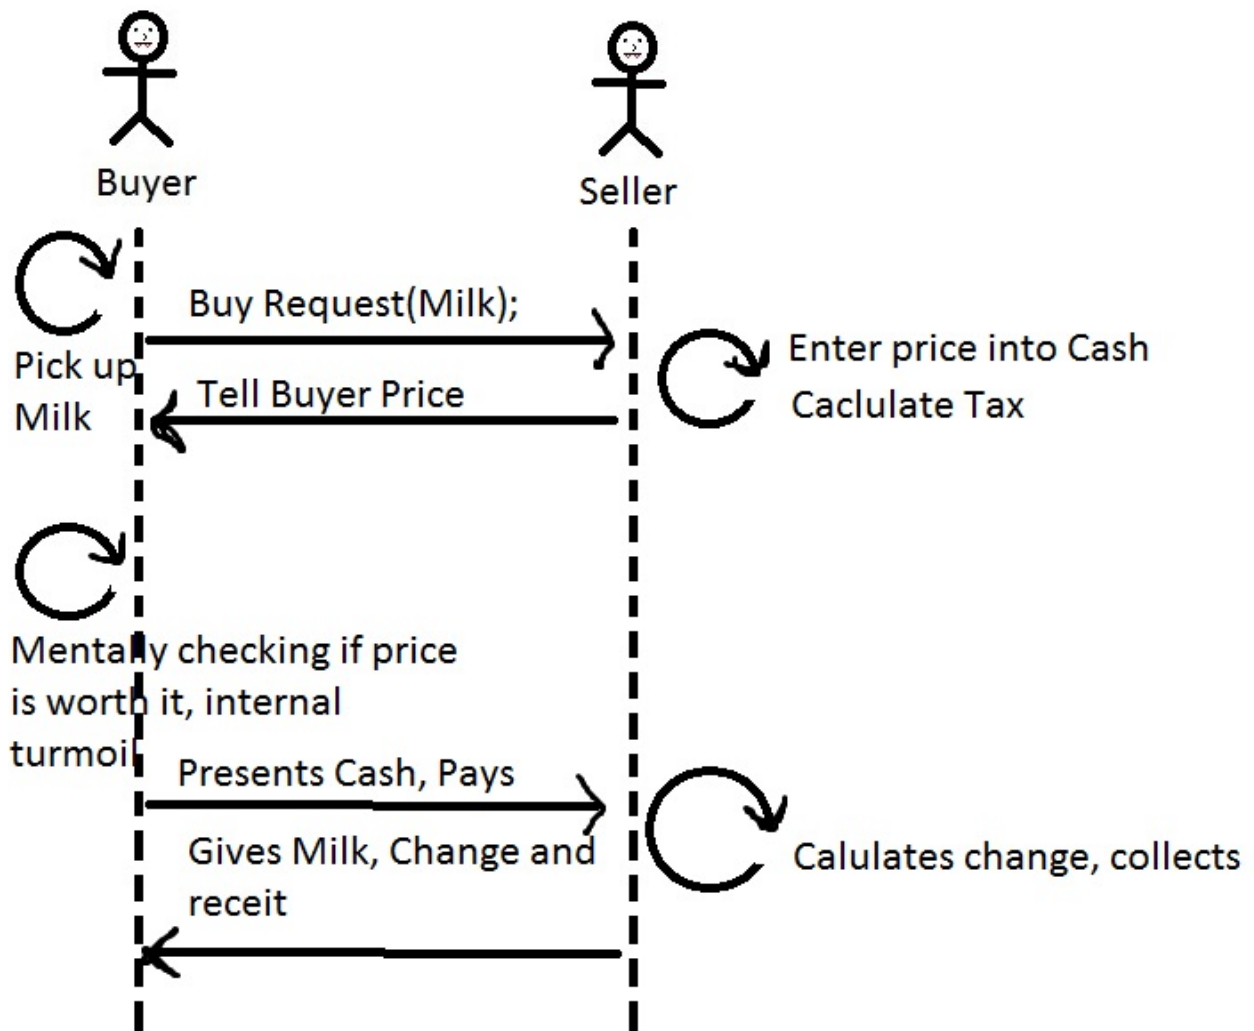 Buyer
Seller
Buy Request(Milk);
Pick up
Milk
Enter price into Cash
Caclulate Tax
Tell Buyer Price
Mentally checking if price
is worth it, internal
turmoil
Presents Cash, Pays
Calulates change, collects
Gives Milk, Change and
receit